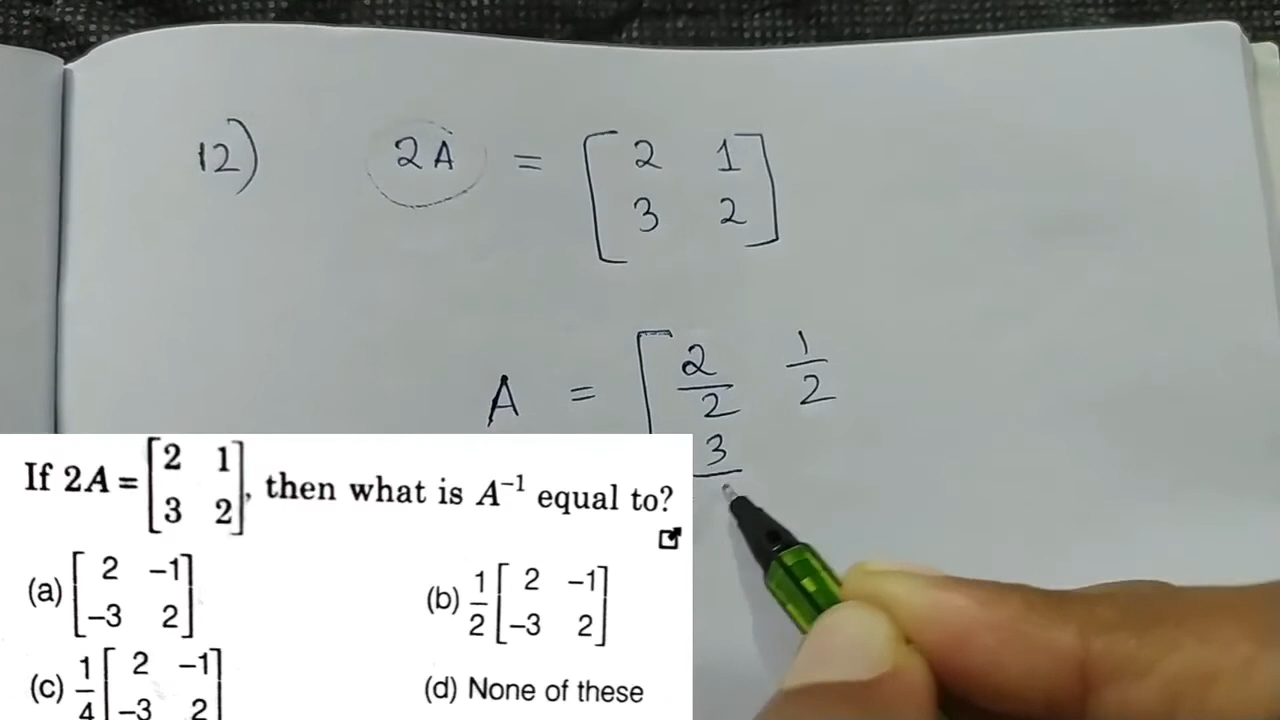 12) 2A = [ 2 1
3 2 ]
A = [ 2/2 1/2
3
If 2A = [ 2 1
3 2 ], then what is A⁻¹ equal to?
(a) [ 2 −1
−3 2 ]
(b) 1/2 [ 2 −1
−3 2 ]
(c) 1/4 [ 2 −1
−3 2 ]
(d) None of these